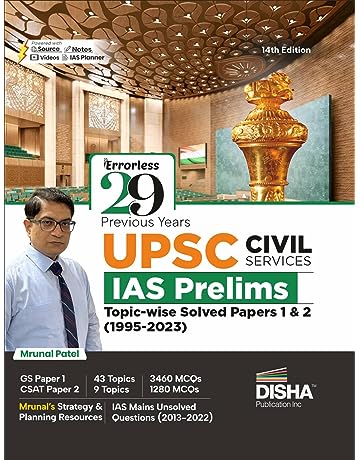 Powered with
Source Notes
Videos IAS Planner
14th Edition
Errorless
29
Previous Years
UPSC CIVIL SERVICES
IAS Prelims
Topic-wise Solved Papers 1 & 2
(1995-2023)
Mrunal Patel
GS Paper 1 43 Topics 3460 MCQs
CSAT Paper 2 9 Topics 1280 MCQs
Mrunal's Strategy & IAS Mains Unsolved
Planning Resources Questions (2013-2022)
DISHA™
Publication Inc